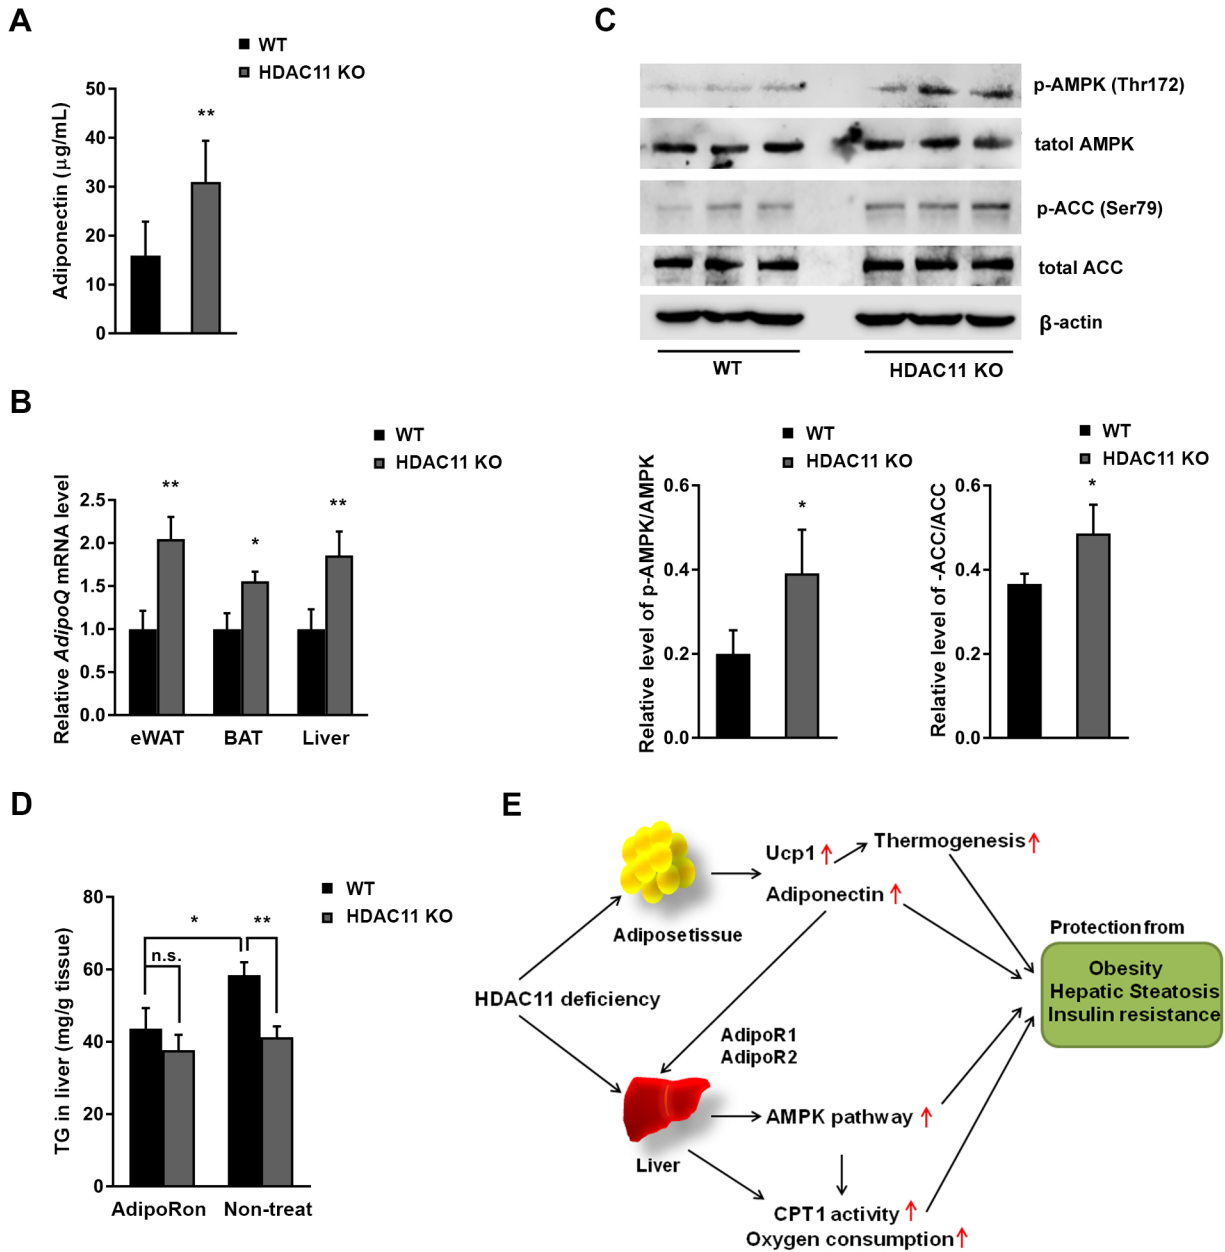 A
WT
HDAC11 KO
Adiponectin (μg/mL)
50
40
30
20
10
0
**
B
WT
HDAC11 KO
Relative AdipoQ mRNA level
2.5
2.0
1.5
1.0
0.5
0.0
**
*
**
eWAT
BAT
Liver
C
p-AMPK (Thr172)
tatol AMPK
p-ACC (Ser79)
total ACC
β-actin
WT
HDAC11 KO
WT
HDAC11 KO
Relative level of p-AMPK/AMPK
0.6
0.4
0.2
0.0
*
WT
HDAC11 KO
Relative level of -ACC/ACC
0.6
0.4
0.2
0.0
*
D
WT
HDAC11 KO
TG in liver (mg/g tissue)
80
60
40
20
0
*
**
n.s.
AdipoRon
Non-treat
E
Ucp1
Thermogenesis
Adiponectin
Adiposetissue
Protection from
Obesity
Hepatic Steatosis
Insulin resistance
HDAC11 deficiency
AdipoR1
AdipoR2
AMPK pathway
Liver
CPT1 activity
Oxygen consumption